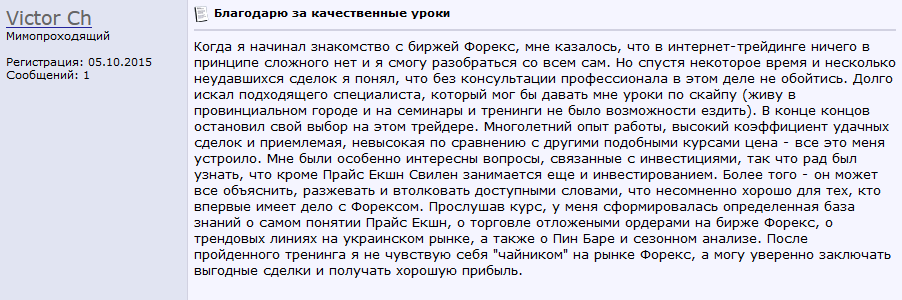 Victor Ch
Мимопроходящий
Регистрация: 05.10.2015
Сообщений: 1
Благодарю за качественные уроки
Когда я начинал знакомство с биржей Форекс, мне казалось, что в интернет-трейдинге ничего в
принципе сложного нет и я смогу разобраться со всем сам. Но спустя некоторое время и несколько
неудавшихся сделок я понял, что без консультации профессионала в этом деле не обойтись. Долго
искал подходящего специалиста, который мог бы давать мне уроки по скайпу (живу в
провинциальном городе и на семинары и тренинги не было возможности ездить). В конце концов
остановил свой выбор на этом трейдере. Многолетний опыт работы, высокий коэффициент удачных
сделок и приемлемая, невысокая по сравнению с другими подобными курсами цена - все это меня
устроило. Мне были особенно интересны вопросы, связанные с инвестициями, так что рад был
узнать, что кроме Прайс Екшн Свилен занимается еще и инвестированием. Более того - он может
все объяснить, разжевать и втолковать доступными словами, что несомненно хорошо для тех, кто
впервые имеет дело с Форексом. Прослушав курс, у меня сформировалась определенная база
знаний о самом понятии Прайс Екшн, о торговле отложеными ордерами на бирже Форекс, о
трендовых линиях на украинском рынке, а также о Пин Баре и сезонном анализе. После
пройденного тренинга я не чувствую себя "чайником" на рынке Форекс, а могу уверенно заключать
выгодные сделки и получать хорошую прибыль.